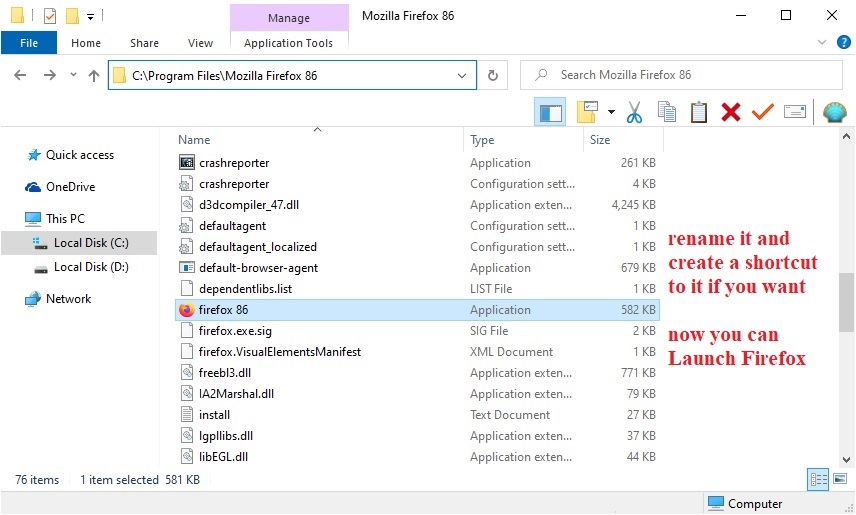 Manage
Mozilla Firefox 86
File
Home
Share
View
Application Tools
C:\Program Files\Mozilla Firefox 86
Search Mozilla Firefox 86
Name
Type
Size
Quick access
OneDrive
This PC
Local Disk (C:)
Local Disk (D:)
Network
crashreporter Application 261 KB
crashreporter Configuration sett... 4 KB
d3dcompiler_47.dll Application exten... 4,245 KB
defaultagent Configuration sett... 1 KB
defaultagent_localized Configuration sett... 1 KB
default-browser-agent Application 679 KB
dependentlibs.list LIST File 1 KB
firefox 86 Application 582 KB
firefox.exe.sig SIG File 2 KB
firefox.VisualElementsManifest XML Document 1 KB
freebl3.dll Application exten... 771 KB
IA2Marshal.dll Application exten... 79 KB
install Text Document 27 KB
lgpllibs.dll Application exten... 37 KB
libEGL.dll Application exten... 44 KB
rename it and
create a shortcut
to it if you want
now you can
Launch Firefox
76 items
1 item selected 581 KB
Computer